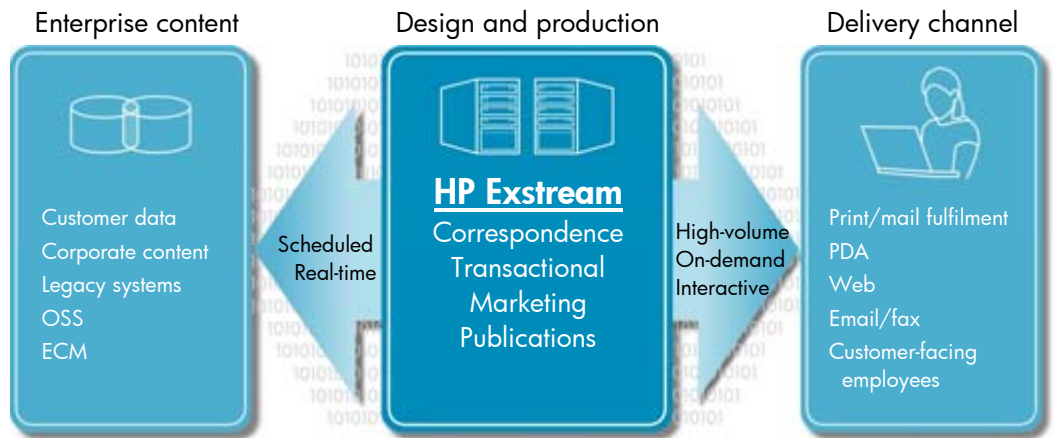 Enterprise content
Customer data
Corporate content
Legacy systems
OSS
ECM
Scheduled
Real-time
Design and production
HP Exstream
Correspondence
Transactional
Marketing
Publications
High-volume
On-demand
Interactive
Delivery channel
Print/mail fulfilment
PDA
Web
Email/fax
Customer-facing
employees